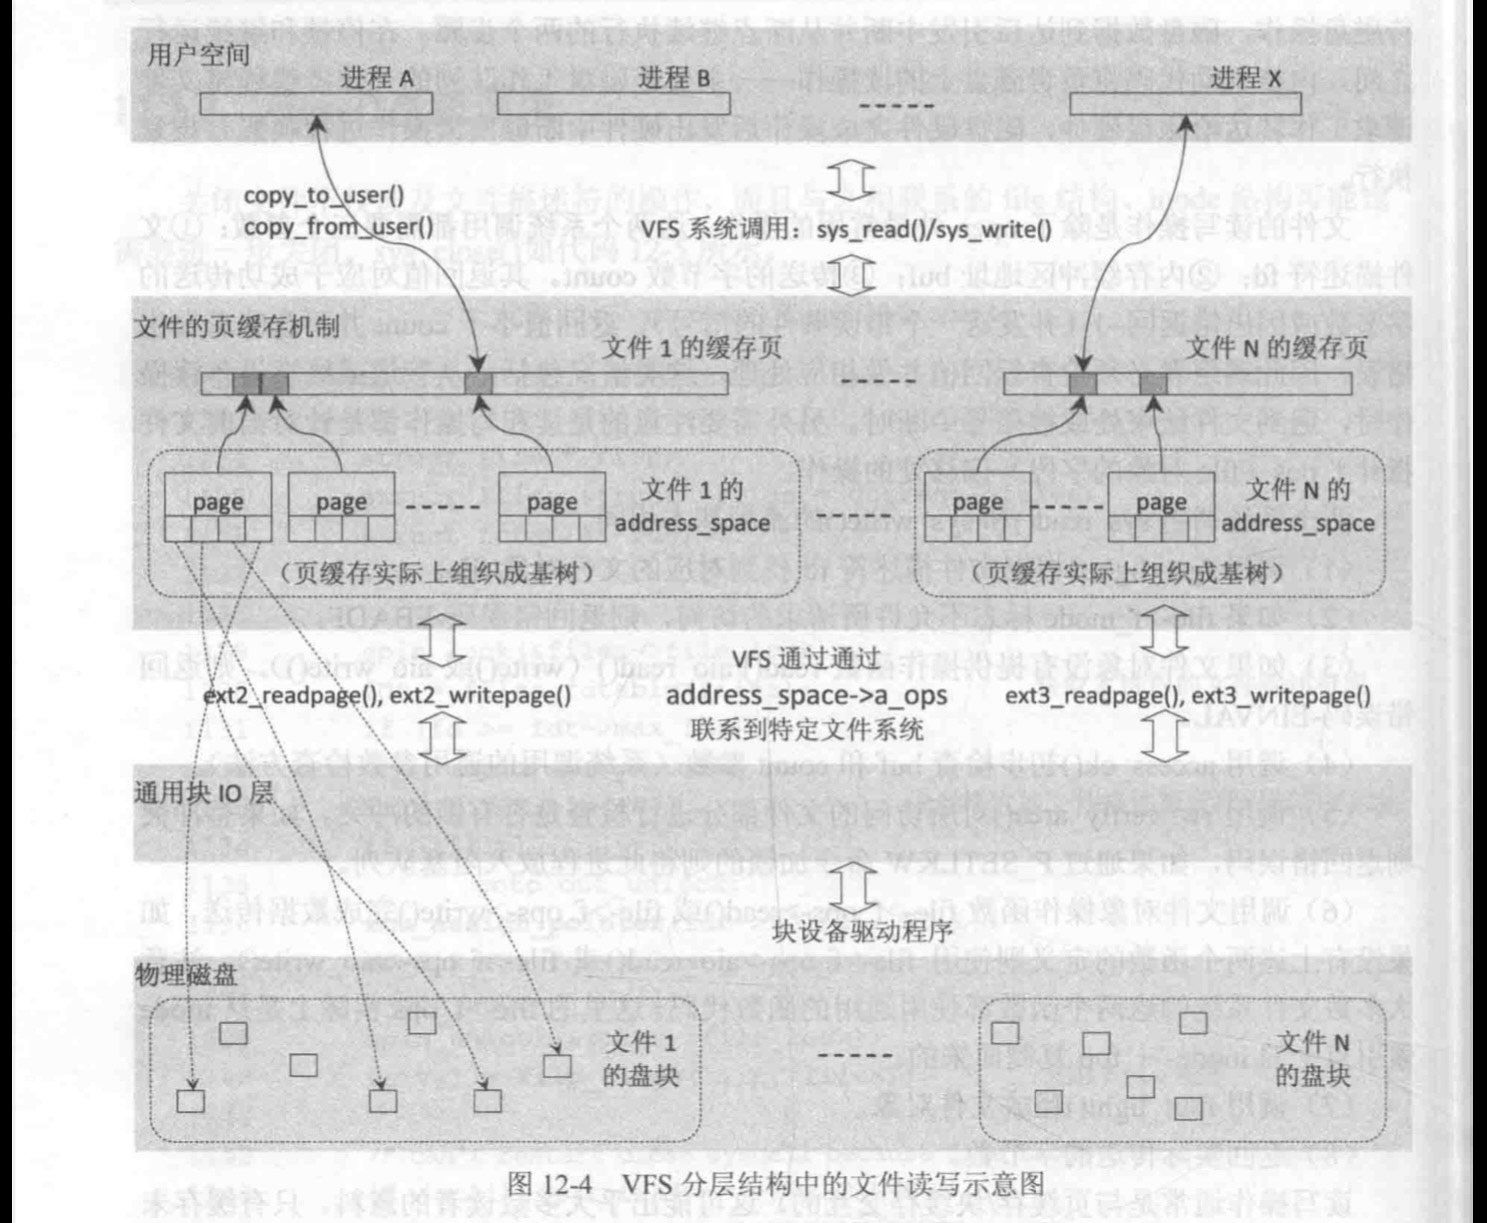 用户空间
进程 A
进程 B
进程 X
copy_to_user()
copy_from_user()
VFS 系统调用：sys_read()/sys_write()
文件的页缓存机制
文件 1 的缓存页
文件 N 的缓存页
page
page
page
文件 1 的
address_space
page
page
文件 N 的
address_space
（页缓存实际上组织成基树）
（页缓存实际上组织成基树）
ext2_readpage(), ext2_writepage()
VFS 通过通过
address_space->a_ops
联系到特定文件系统
ext3_readpage(), ext3_writepage()
通用块 IO 层
块设备驱动程序
物理磁盘
文件 1
的盘块
文件 N
的盘块
图 12-4 VFS 分层结构中的文件读写示意图